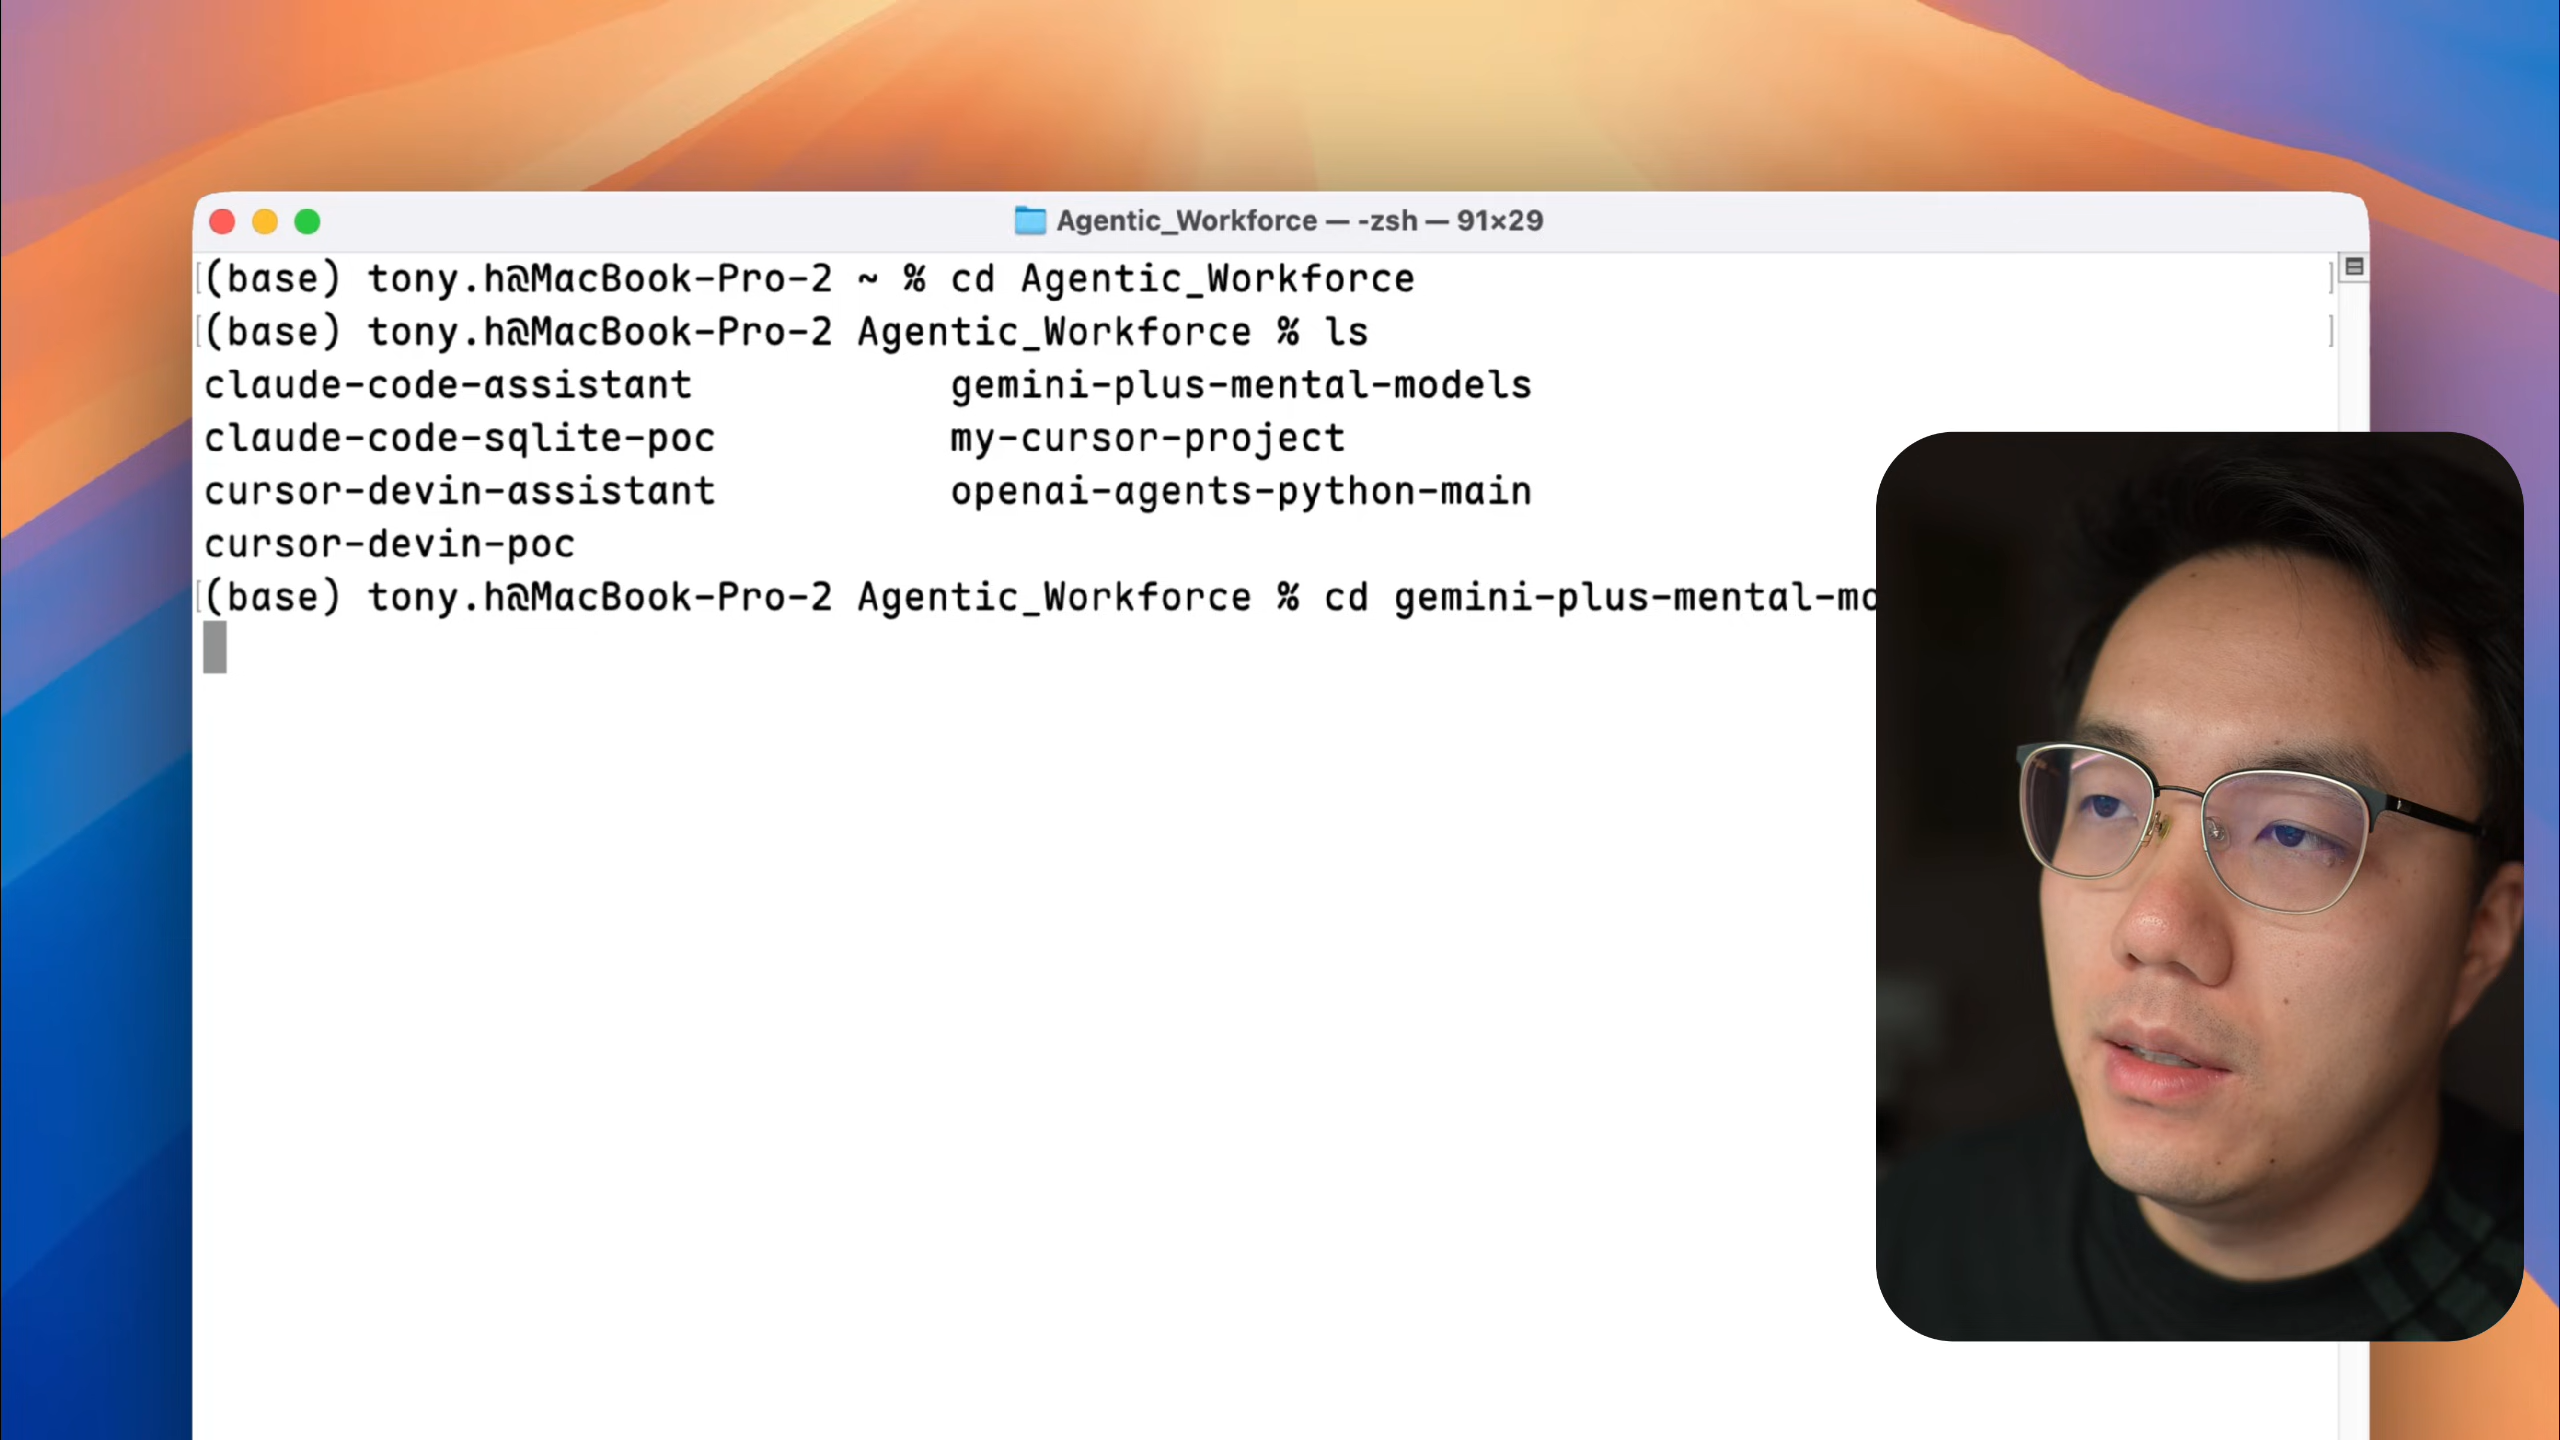 Agentic_Workforce — -zsh — 91×29
(base) tony.h@MacBook-Pro-2 ~ % cd Agentic_Workforce
(base) tony.h@MacBook-Pro-2 Agentic_Workforce % ls
claude-code-assistant gemini-plus-mental-models
claude-code-sqlite-poc my-cursor-project
cursor-devin-assistant openai-agents-python-main
cursor-devin-poc
(base) tony.h@MacBook-Pro-2 Agentic_Workforce % cd gemini-plus-mental-mo